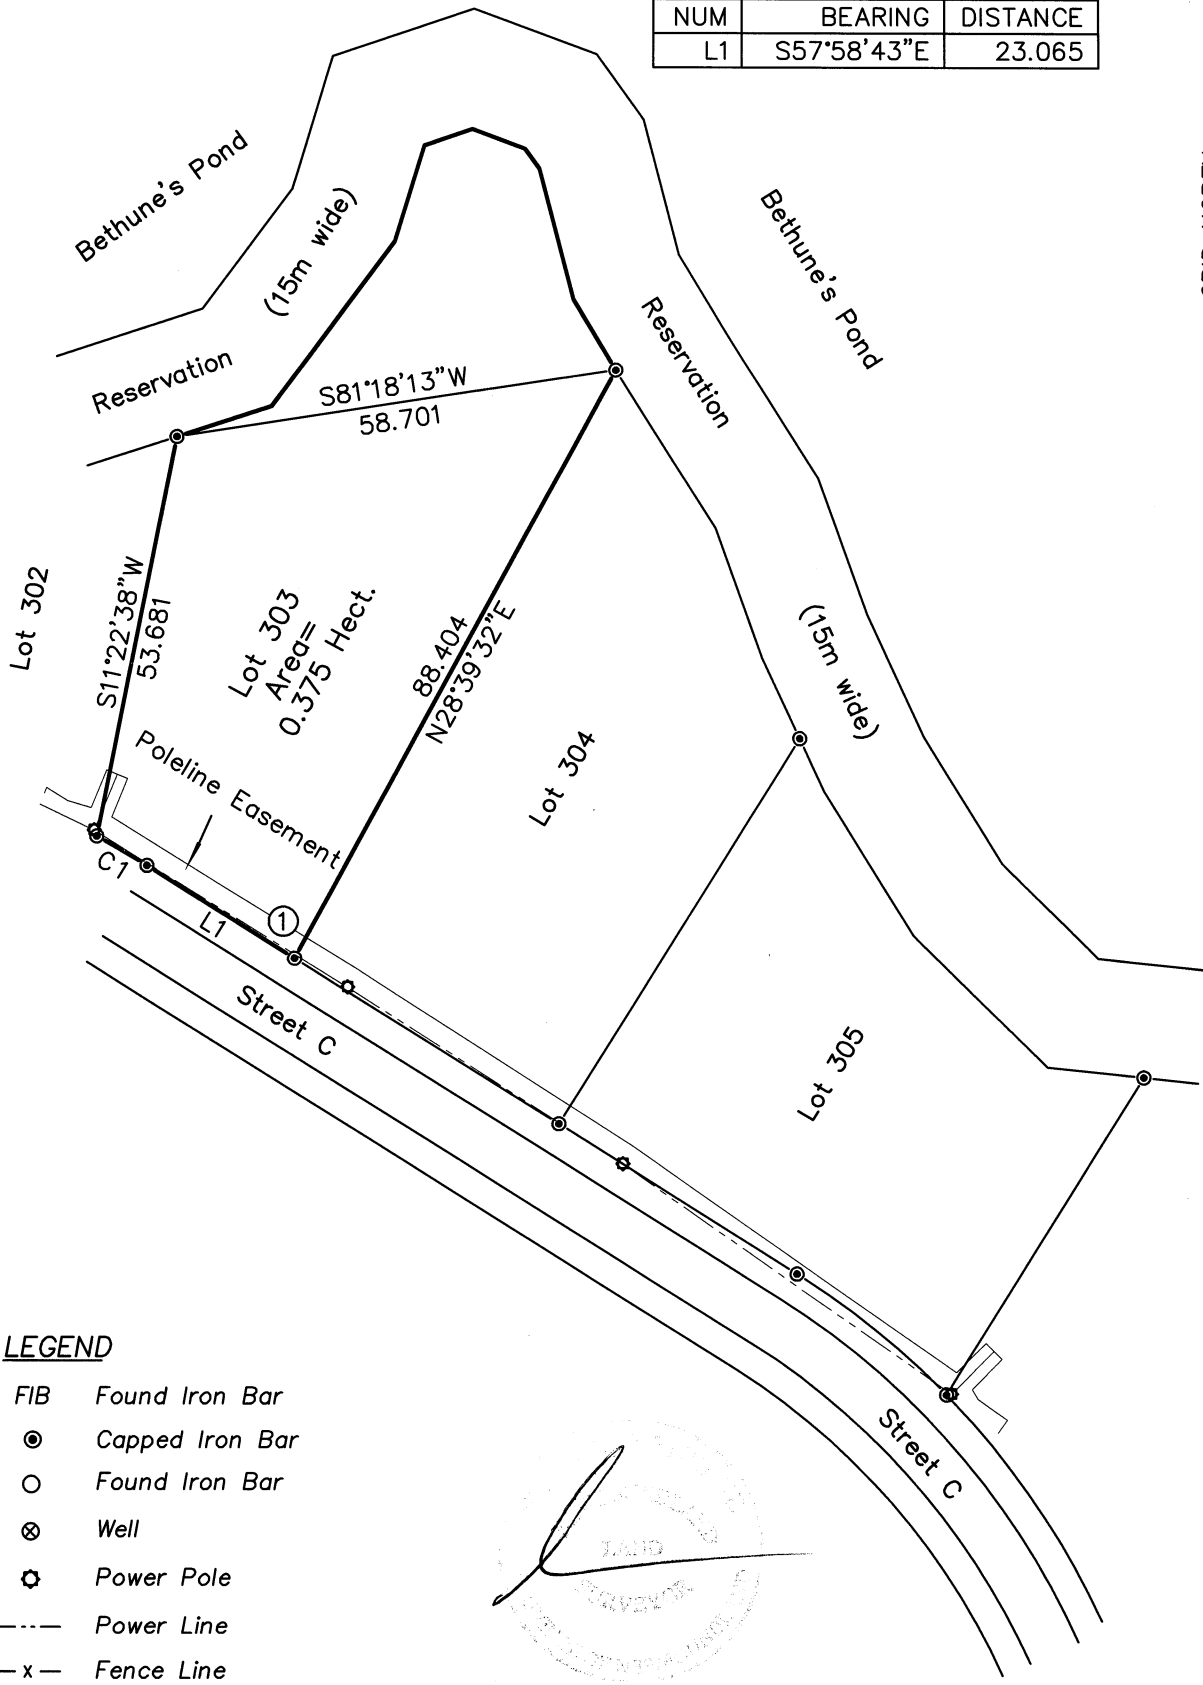 NUM BEARING DISTANCE
L1 S57°58'43"E 23.065
Bethune's Pond
(15m wide)
Reservation
Bethune's Pond
Reservation
(15m wide)
S81°18'13"W
58.701
Lot 302
S11°22'38"W
53.681
Lot 303
Area=
0.375 Hect.
88.404
N28°39'32"E
Lot 304
Poleline Easement
C1
L1
1
Street C
Lot 305
Street C
LEGEND
FIB Found Iron Bar
Capped Iron Bar
Found Iron Bar
Well
Power Pole
Power Line
x Fence Line
LAND
SURVEYOR